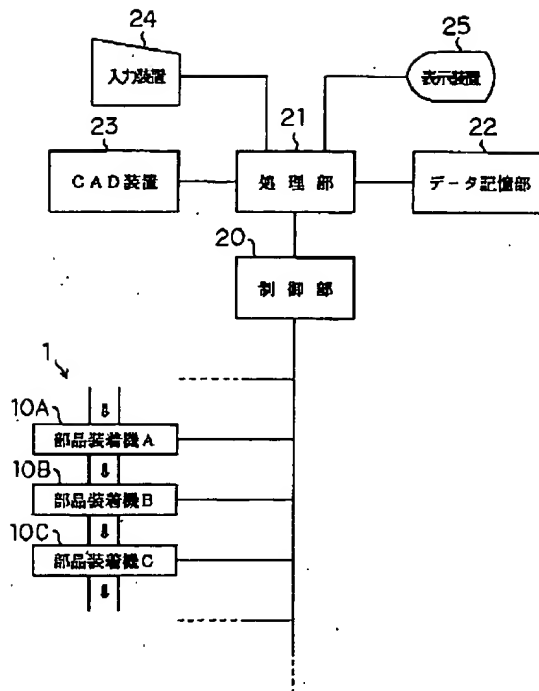 24
入力装置
25
表示装置
23
CAD装置
21
処理部
22
データ記憶部
20
制御部
1
10A
部品装着機A
10B
部品装着機B
10C
部品装着機C